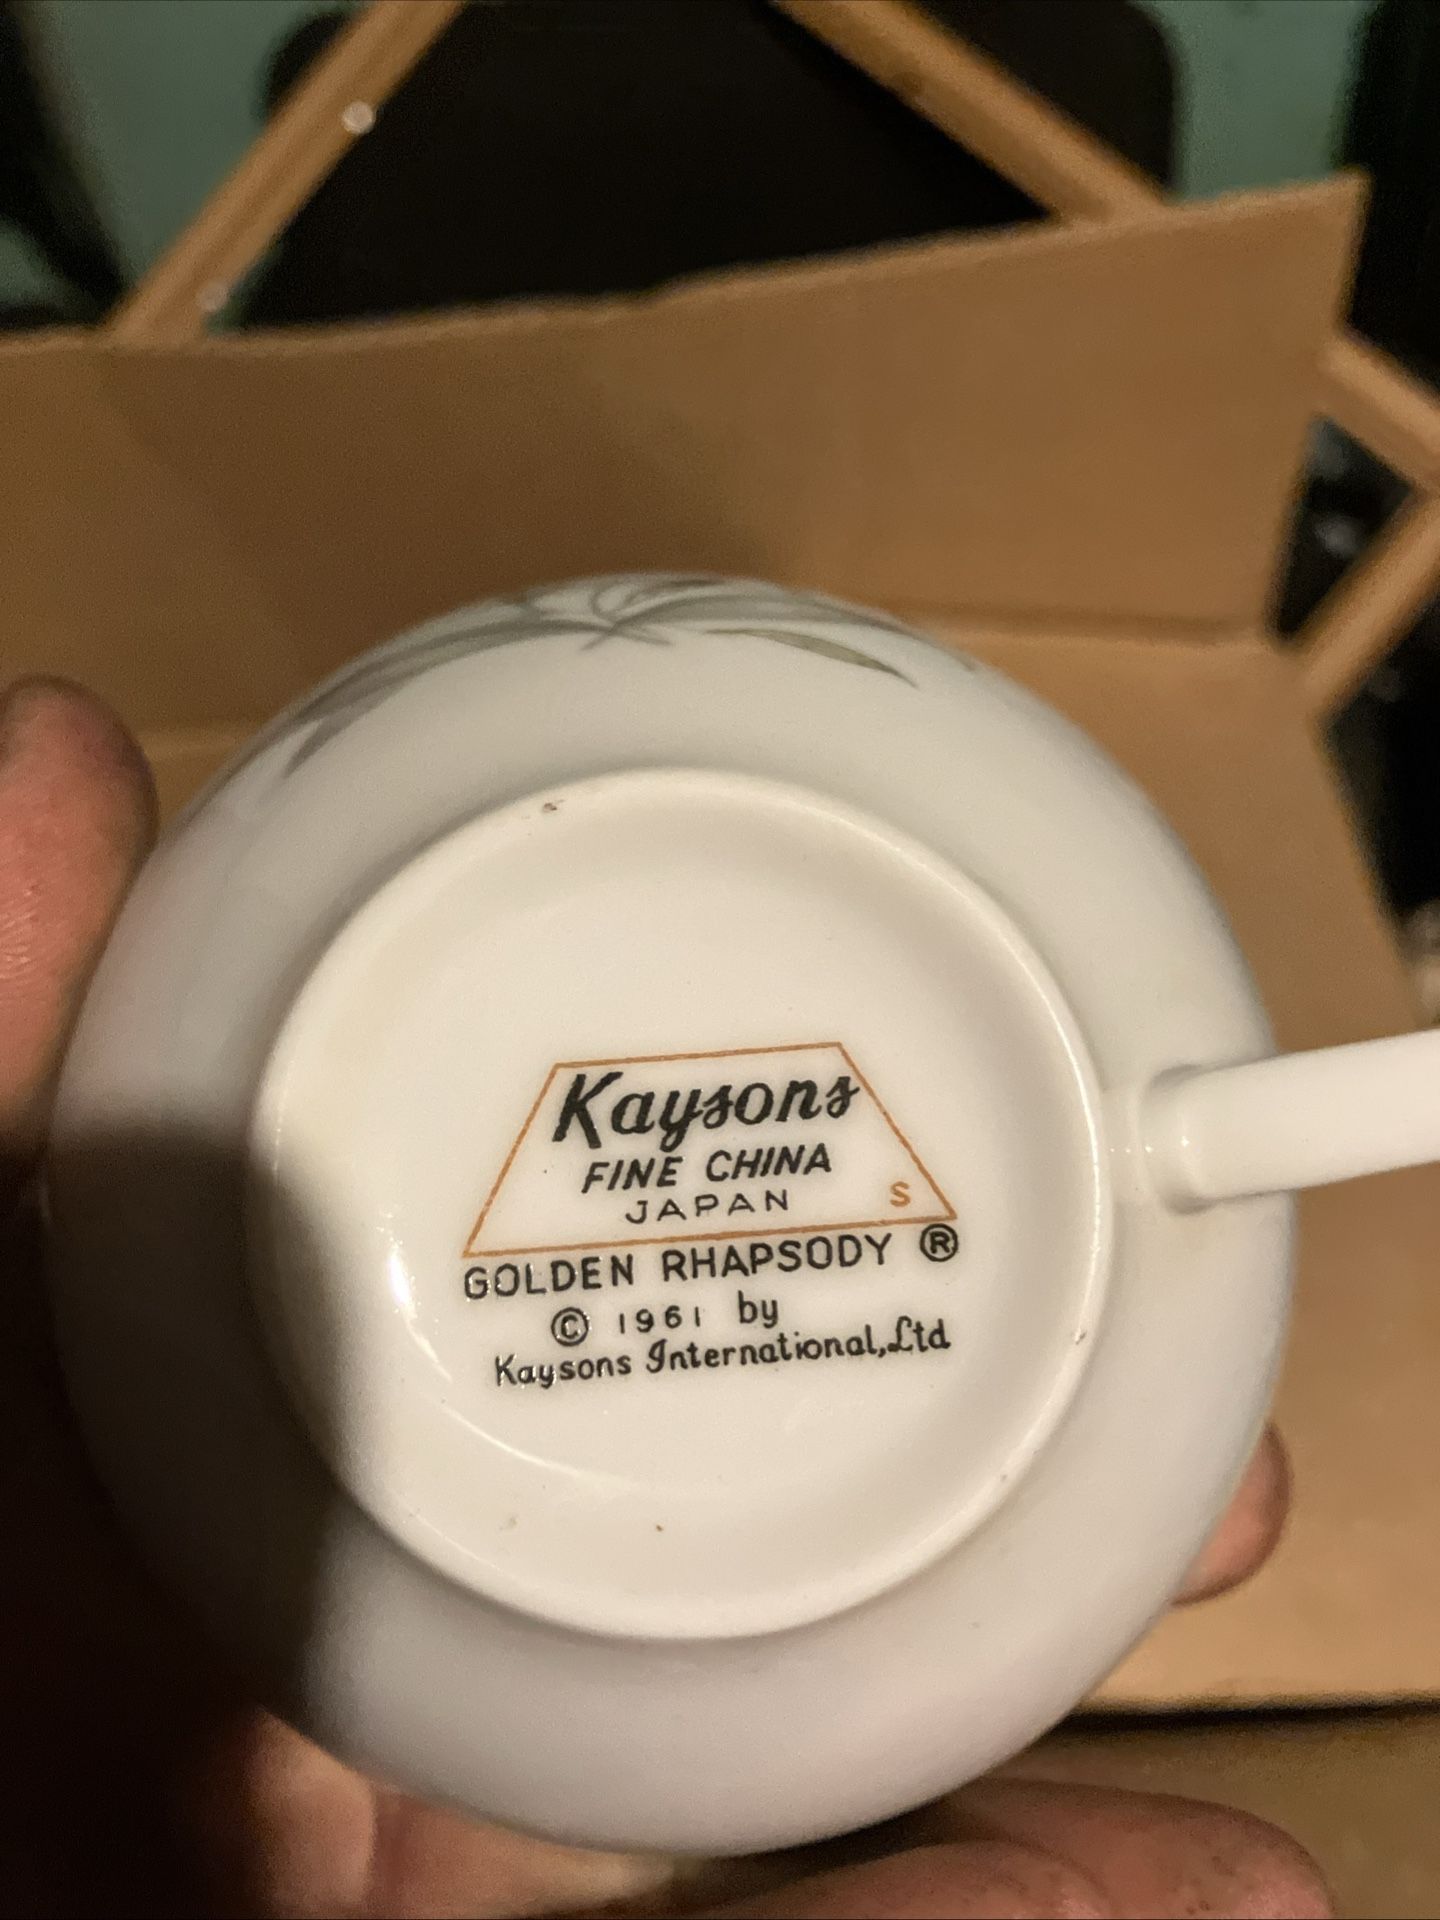 Kaysons
FINE CHINA
JAPAN S
GOLDEN RHAPSODY ®
© 1961 by
Kaysons International, Ltd